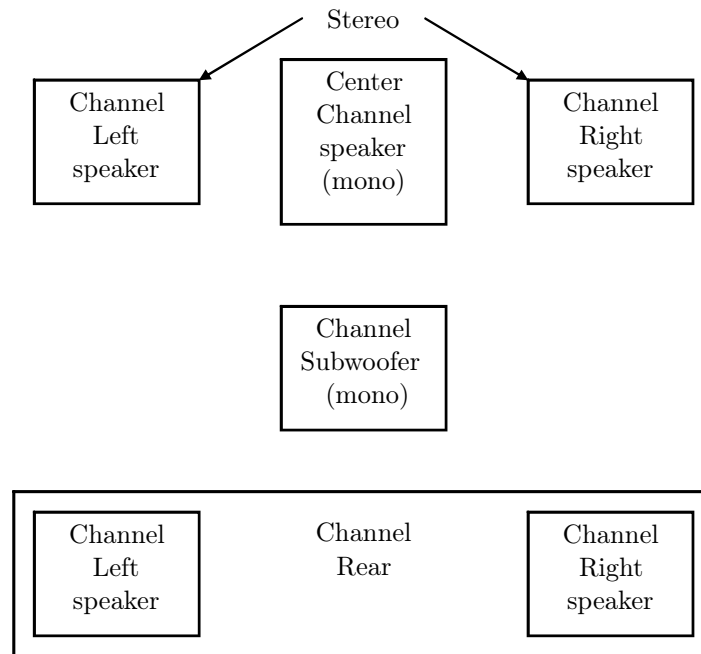 Stereo
Channel
Left
speaker
Center
Channel
speaker
(mono)
Channel
Right
speaker
Channel
Subwoofer
(mono)
Channel
Left
speaker
Channel
Rear
Channel
Right
speaker